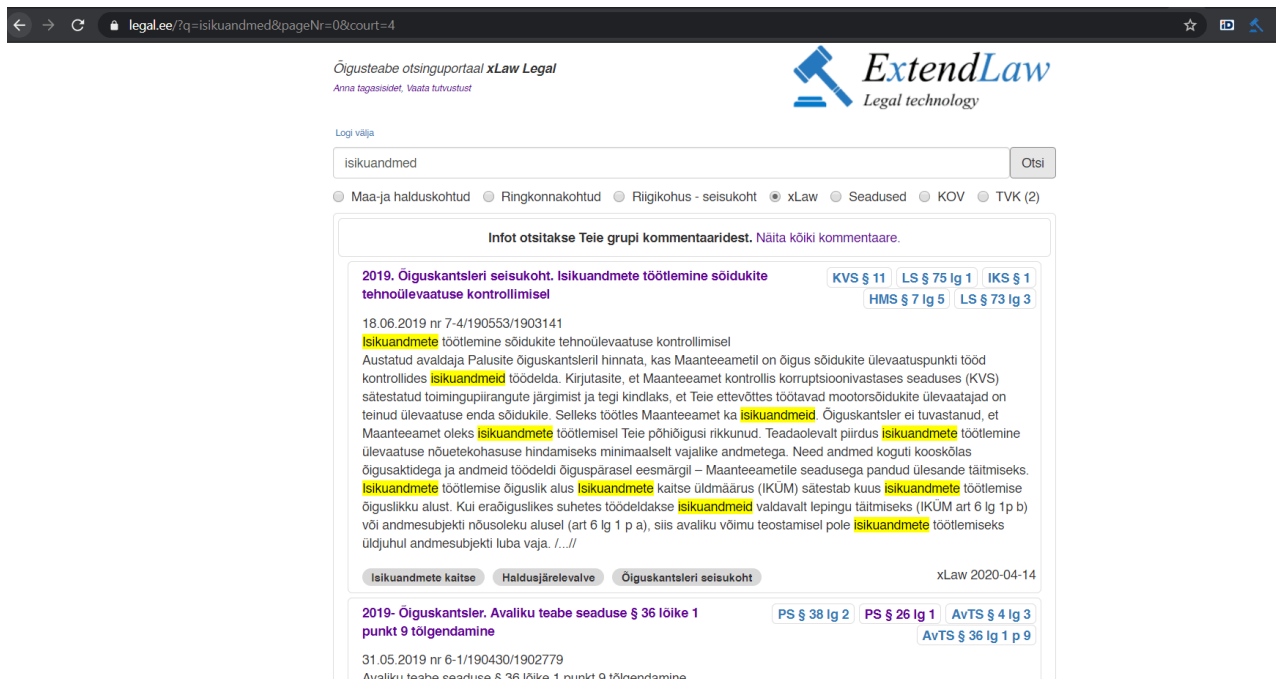 legal.ee/?q=isikuandmed&pageNr=0&court=4
Õigusteabe otsinguportaal xLaw Legal
Anna tagasisidet, Vaata tutvustust
ExtendLaw
Legal technology
Logi välja
isikuandmed
Otsi
Maa-ja halduskohtud Ringkonnakohtud Riigikohus - seisukoht xLaw Seadused KOV TVK (2)
Infot otsitakse Teie grupi kommentaaridest. Näita kõiki kommentaare.
2019. Õiguskantsleri seisukoht. Isikuandmete töötlemine sõidukite
tehnoülevaatuse kontrollimisel
KVS § 11 LS § 75 lg 1 IKS § 1
HMS § 7 lg 5 LS § 73 lg 3
18.06.2019 nr 7-4/190553/1903141
Isikuandmete töötlemine sõidukite tehnoülevaatuse kontrollimisel
Austatud avaldaja Palusite õiguskantsleril hinnata, kas Maanteeametil on õigus sõidukite ülevaatuspunkti tööd
kontrollides isikuandmeid töödelda. Kirjutasite, et Maanteeamet kontrollis korruptsioonivastases seaduses (KVS)
sätestatud toimingupiirangute järgimist ja tegi kindlaks, et Teie ettevõttes töötavad mootorsõidukite ülevaatajad on
teinud ülevaatuse enda sõidukile. Selleks töötles Maanteeamet ka isikuandmeid. Õiguskantsler ei tuvastanud, et
Maanteeamet oleks isikuandmete töötlemisel Teie põhiõigusi rikkunud. Teadaolevalt piirdus isikuandmete töötlemine
ülevaatuse nõuetekohasuse hindamiseks minimaalselt vajalike andmetega. Need andmed koguti kooskõlas
õigusaktidega ja andmeid töödeldi õiguspärasel eesmärgil – Maanteeametile seadusega pandud ülesande täitmiseks.
Isikuandmete töötlemise õiguslik alus Isikuandmete kaitse üldmäärus (IKÜM) sätestab kuus isikuandmete töötlemise
õiguslikku alust. Kui eraõiguslikes suhetes töödeldakse isikuandmeid valdavalt lepingu täitmiseks (IKÜM art 6 lg 1p b)
või andmesubjekti nõusoleku alusel (art 6 lg 1 p a), siis avaliku võimu teostamisel pole isikuandmete töötlemiseks
üldjuhul andmesubjekti luba vaja. /...//
Isikuandmete kaitse Haldusjärelevalve Õiguskantsleri seisukoht
xLaw 2020-04-14
2019- Õiguskantsler. Avaliku teabe seaduse § 36 lõike 1
punkt 9 tõlgendamine
PS § 38 lg 2 PS § 26 lg 1 AvTS § 4 lg 3
AvTS § 36 lg 1 p 9
31.05.2019 nr 6-1/190430/1902779
Avaliku teabe seaduse § 36 lõike 1 punkt 9 tõlgendamine